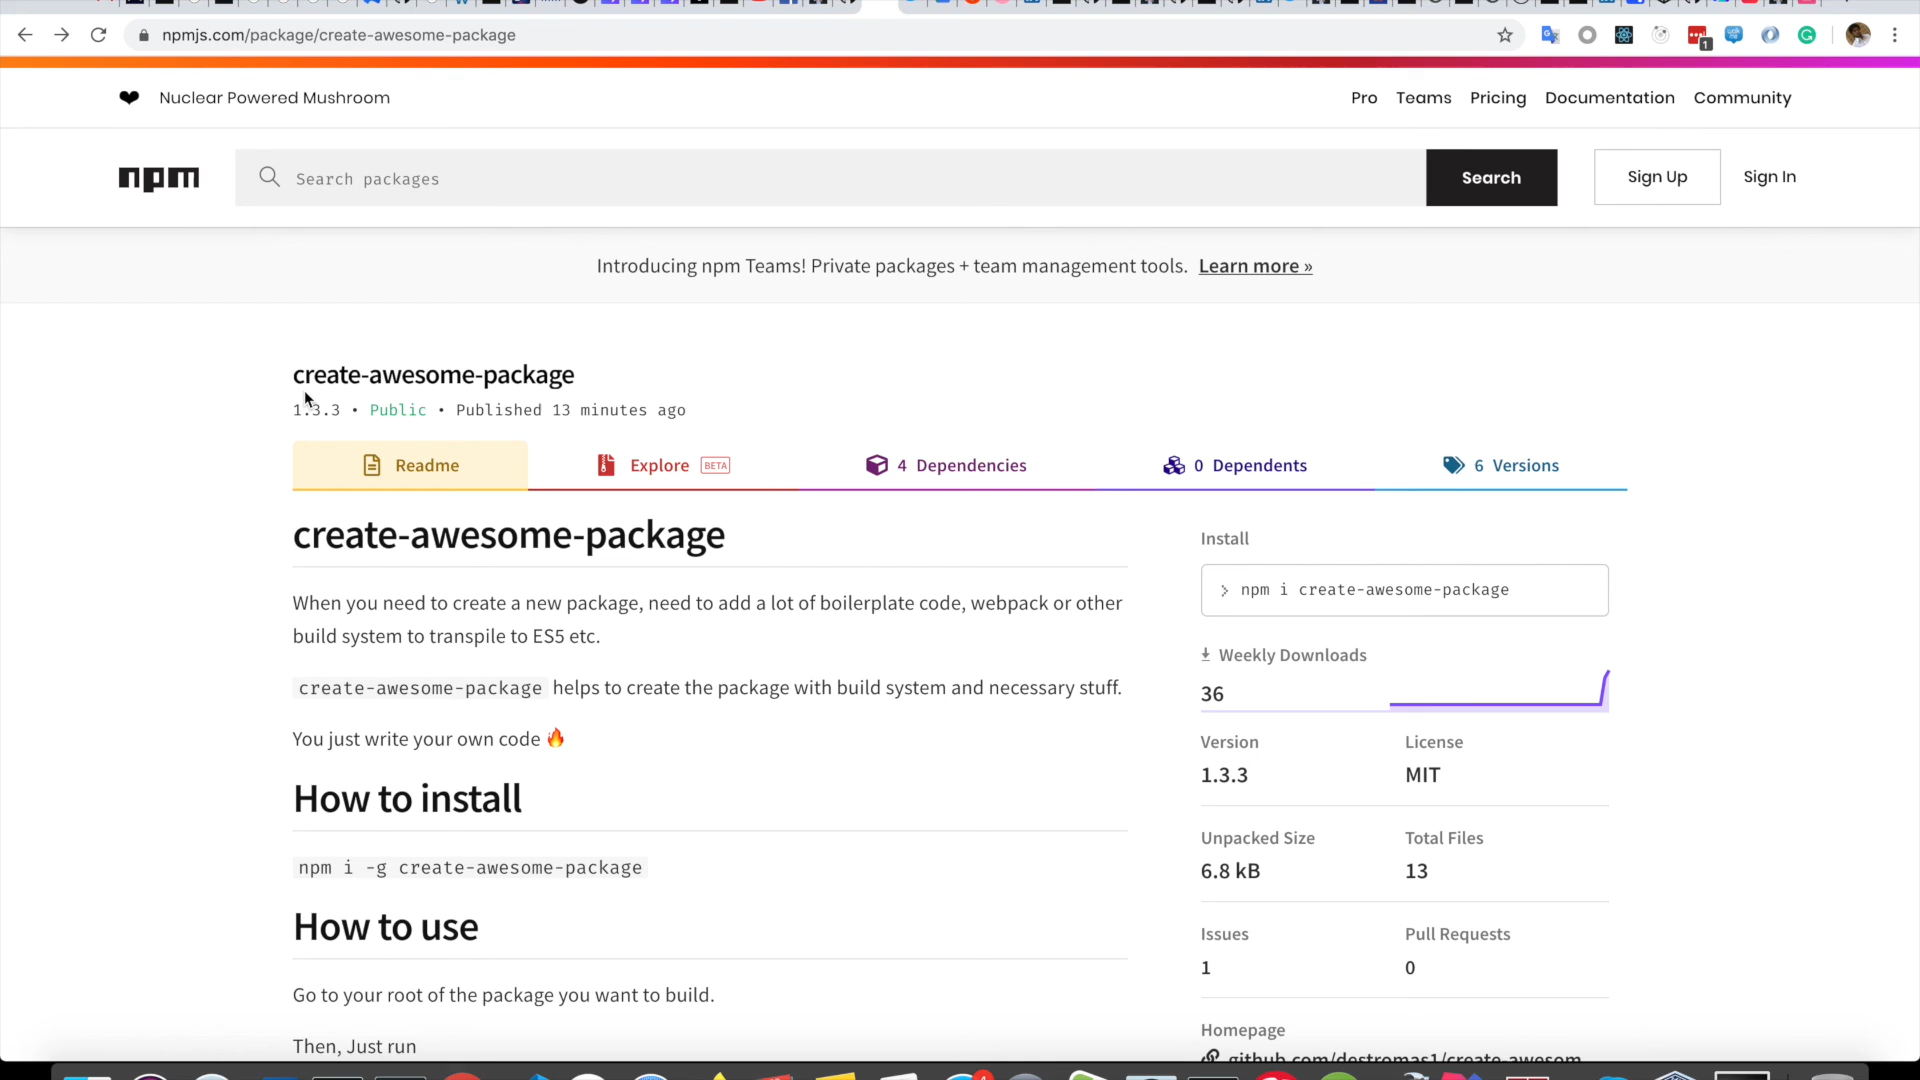 npmjs.com/package/create-awesome-package
1
❤ Nuclear Powered Mushroom
Pro Teams Pricing Documentation Community
npm
Search packages
Search
Sign Up
Sign In
Introducing npm Teams! Private packages + team management tools. Learn more »
create-awesome-package
1.3.3 • Public • Published 13 minutes ago
Readme
Explore BETA
4 Dependencies
0 Dependents
6 Versions
create-awesome-package
When you need to create a new package, need to add a lot of boilerplate code, webpack or other
build system to transpile to ES5 etc.
create-awesome-package helps to create the package with build system and necessary stuff.
You just write your own code 🔥
How to install
npm i -g create-awesome-package
How to use
Go to your root of the package you want to build.
Then, Just run
Install
> npm i create-awesome-package
Weekly Downloads
36
Version License
1.3.3 MIT
Unpacked Size Total Files
6.8 kB 13
Issues Pull Requests
1 0
Homepage
github.com/destromas1/create-awesom